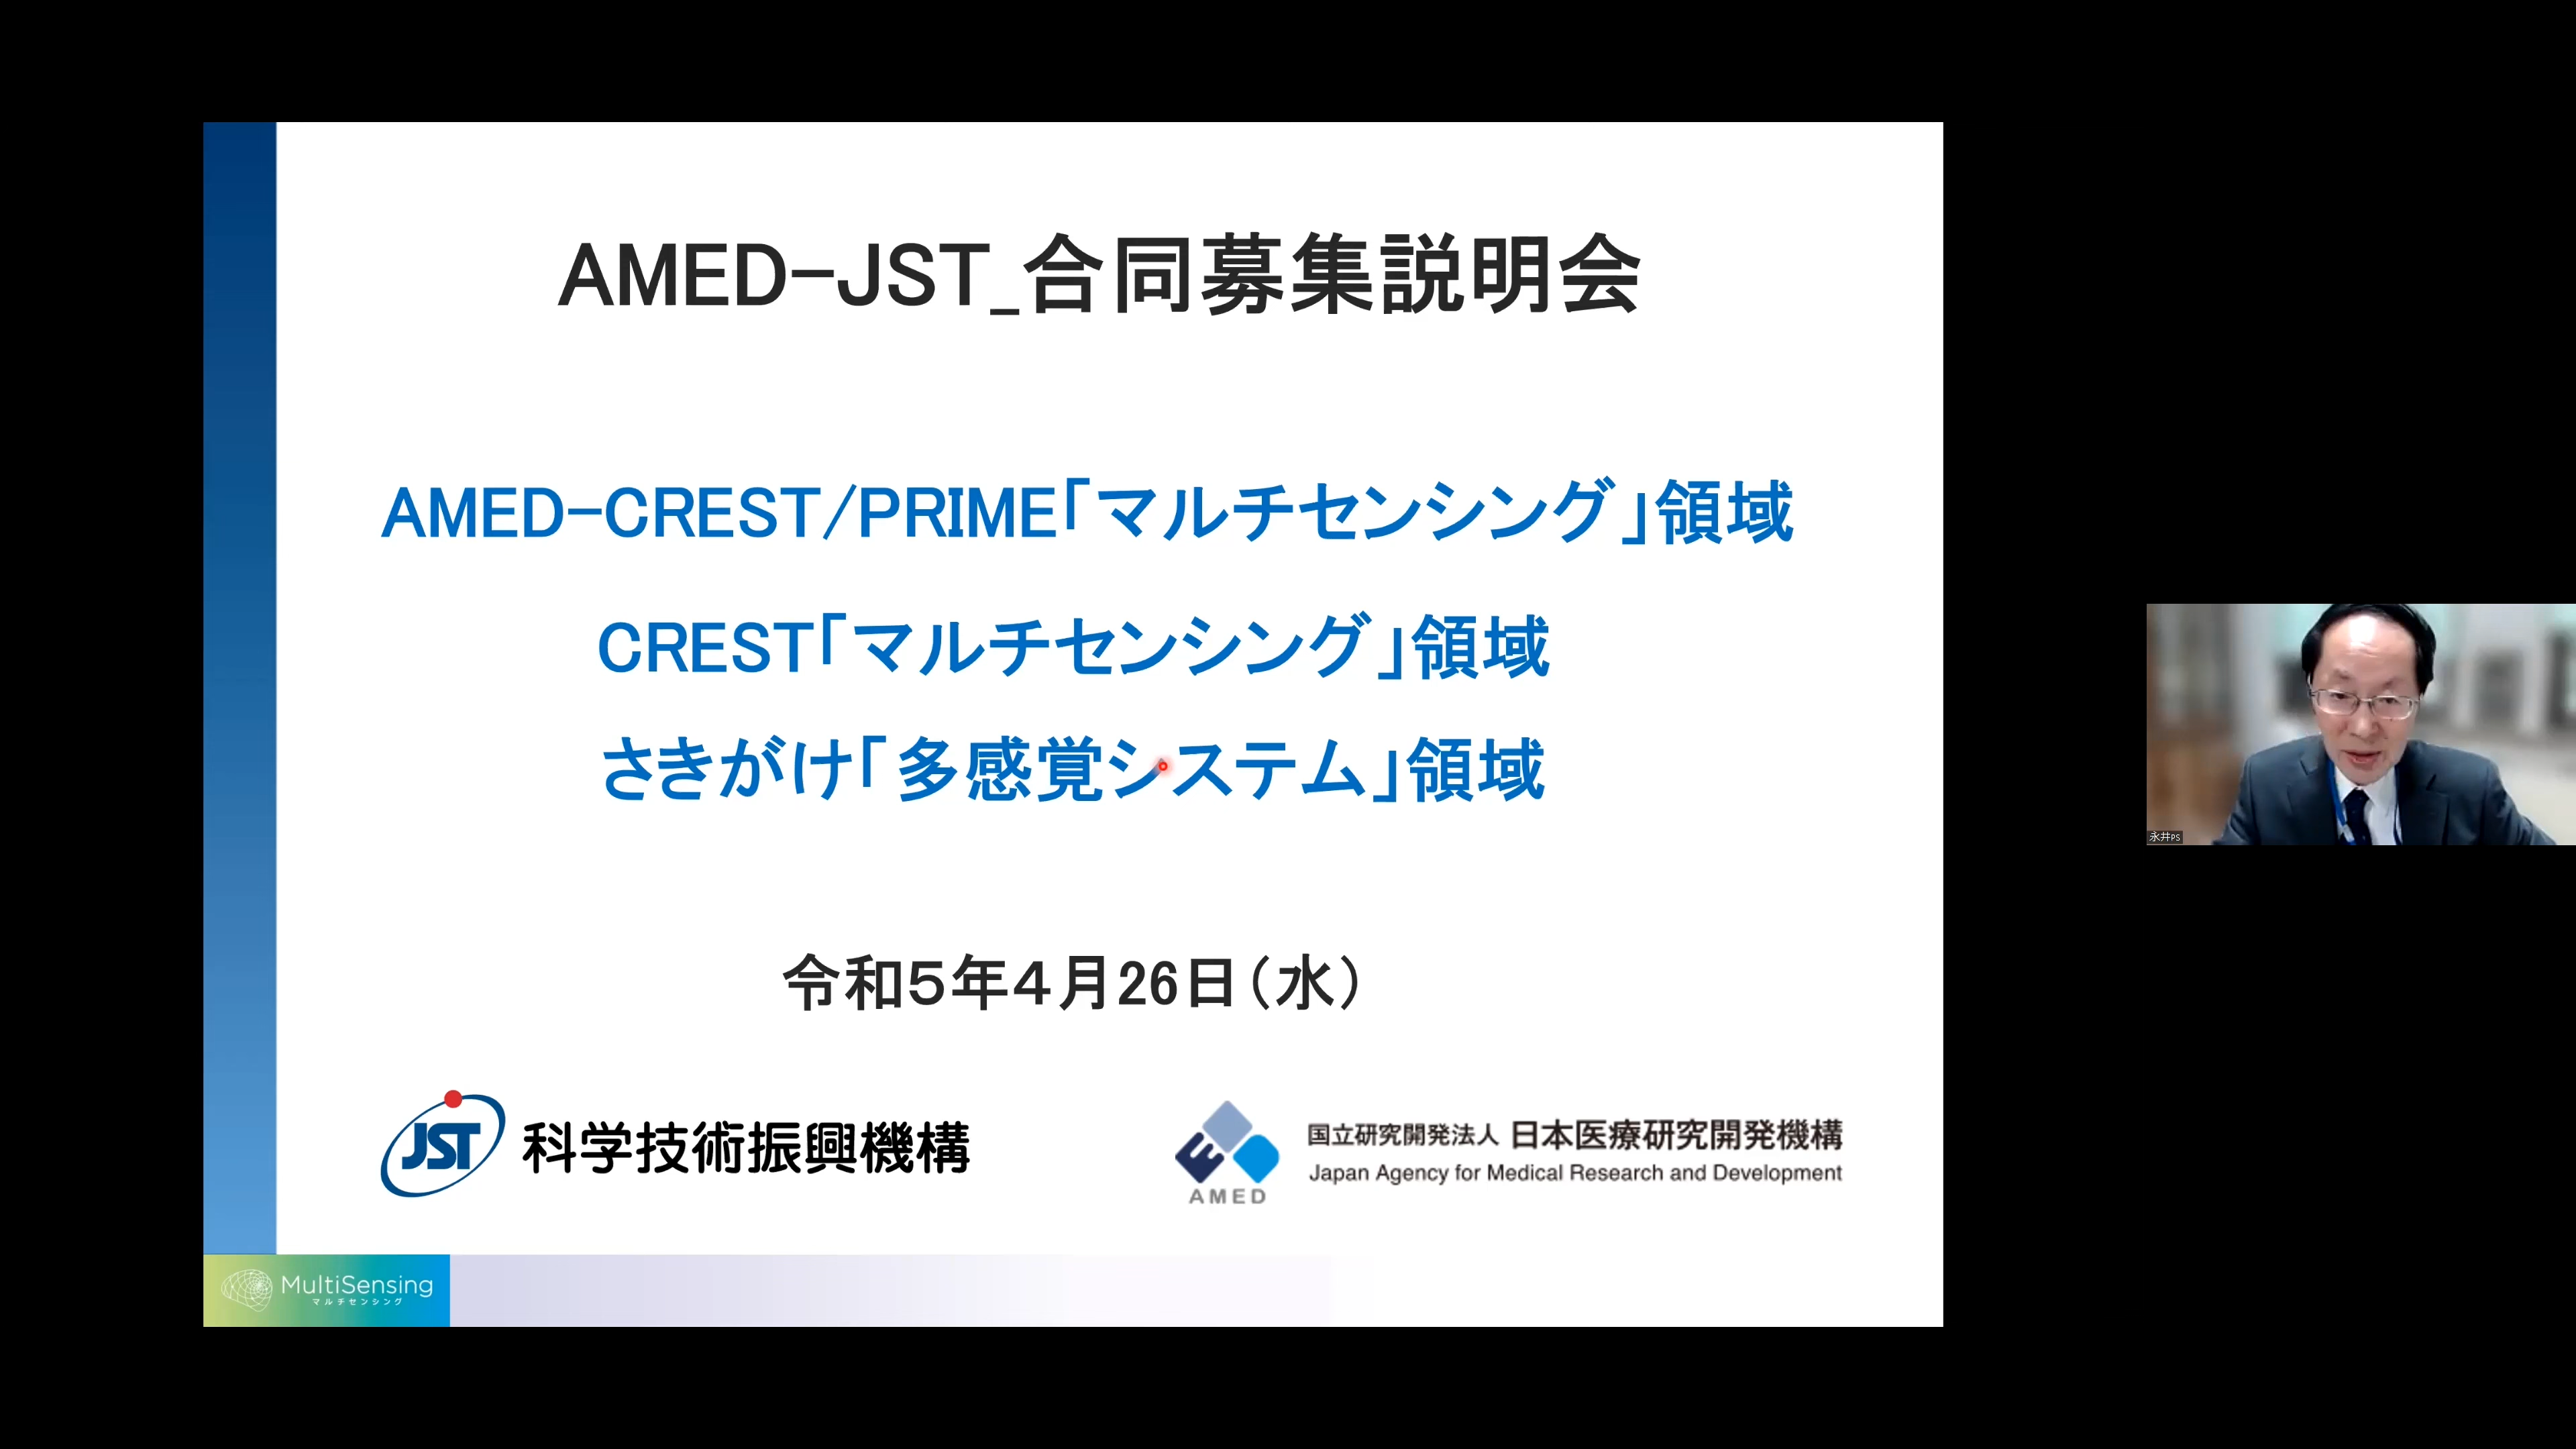 AMED-JST_合同募集説明会
AMED-CREST/PRIME「マルチセンシング」領域
CREST「マルチセンシング」領域
さきがけ「多感覚システム」領域
令和5年4月26日(水)
JST 科学技術振興機構
AMED
国立研究開発法人 日本医療研究開発機構
Japan Agency for Medical Research and Development
MultiSensing
マルチセンシング
永井PS